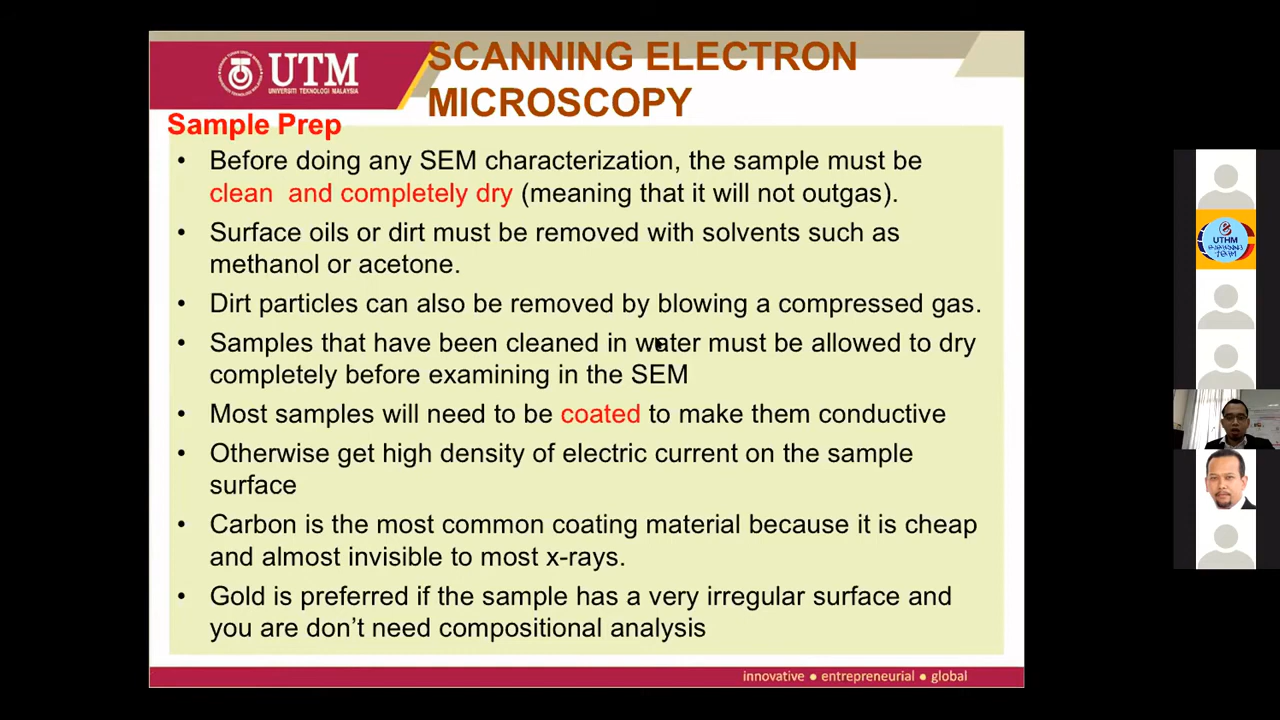 SCANNING ELECTRON
MICROSCOPY
UTM
UNIVERSITI TEKNOLOGI MALAYSIA
Sample Prep
• Before doing any SEM characterization, the sample must be
clean and completely dry (meaning that it will not outgas).
• Surface oils or dirt must be removed with solvents such as
methanol or acetone.
• Dirt particles can also be removed by blowing a compressed gas.
• Samples that have been cleaned in water must be allowed to dry
completely before examining in the SEM
• Most samples will need to be coated to make them conductive
• Otherwise get high density of electric current on the sample
surface
• Carbon is the most common coating material because it is cheap
and almost invisible to most x-rays.
• Gold is preferred if the sample has a very irregular surface and
you are don’t need compositional analysis
innovative ● entrepreneurial ● global
UTHM